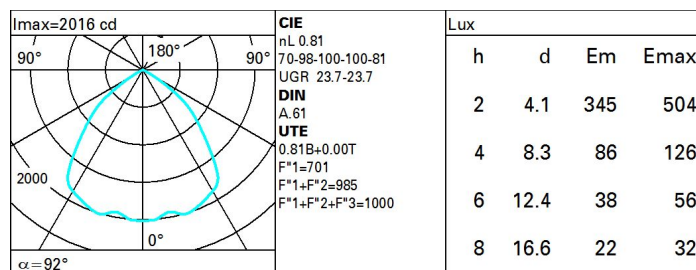 Imax=2016 cd
90°
180°
90°
2000
0°
α=92°
CIE
nL 0.81
70-98-100-100-81
UGR 23.7-23.7
DIN
A.61
UTE
0.81B+0.00T
F"1=701
F"1+F"2=985
F"1+F"2+F"3=1000
Lux
h d Em Emax
2 4.1 345 504
4 8.3 86 126
6 12.4 38 56
8 16.6 22 32